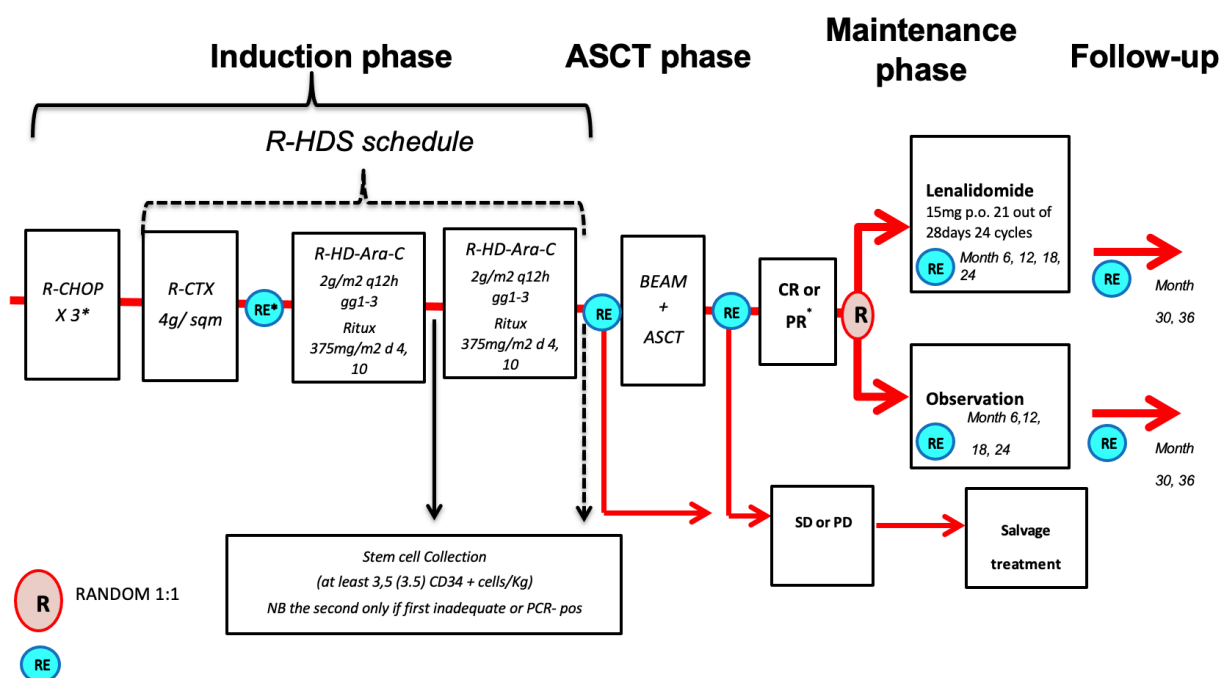 Induction phase
ASCT phase
Maintenance
phase
Follow-up
R-HDS schedule
R-CHOP
X 3*
R-CTX
4g/ sqm
RE*
R-HD-Ara-C
2g/m2 q12h
gg1-3
Ritux
375mg/m2 d 4,
10
R-HD-Ara-C
2g/m2 q12h
gg1-3
Ritux
375mg/m2 d 4,
10
RE
BEAM
+
ASCT
RE
CR or
PR*
R
Lenalidomide
15mg p.o. 21 out of
28days 24 cycles
RE
Month 6, 12, 18,
24
RE
Month
30, 36
Observation
RE
Month 6,12,
18, 24
RE
Month
30, 36
SD or PD
Salvage
treatment
Stem cell Collection
(at least 3,5 (3.5) CD34 + cells/Kg)
NB the second only if first inadequate or PCR- pos
R
RANDOM 1:1
RE